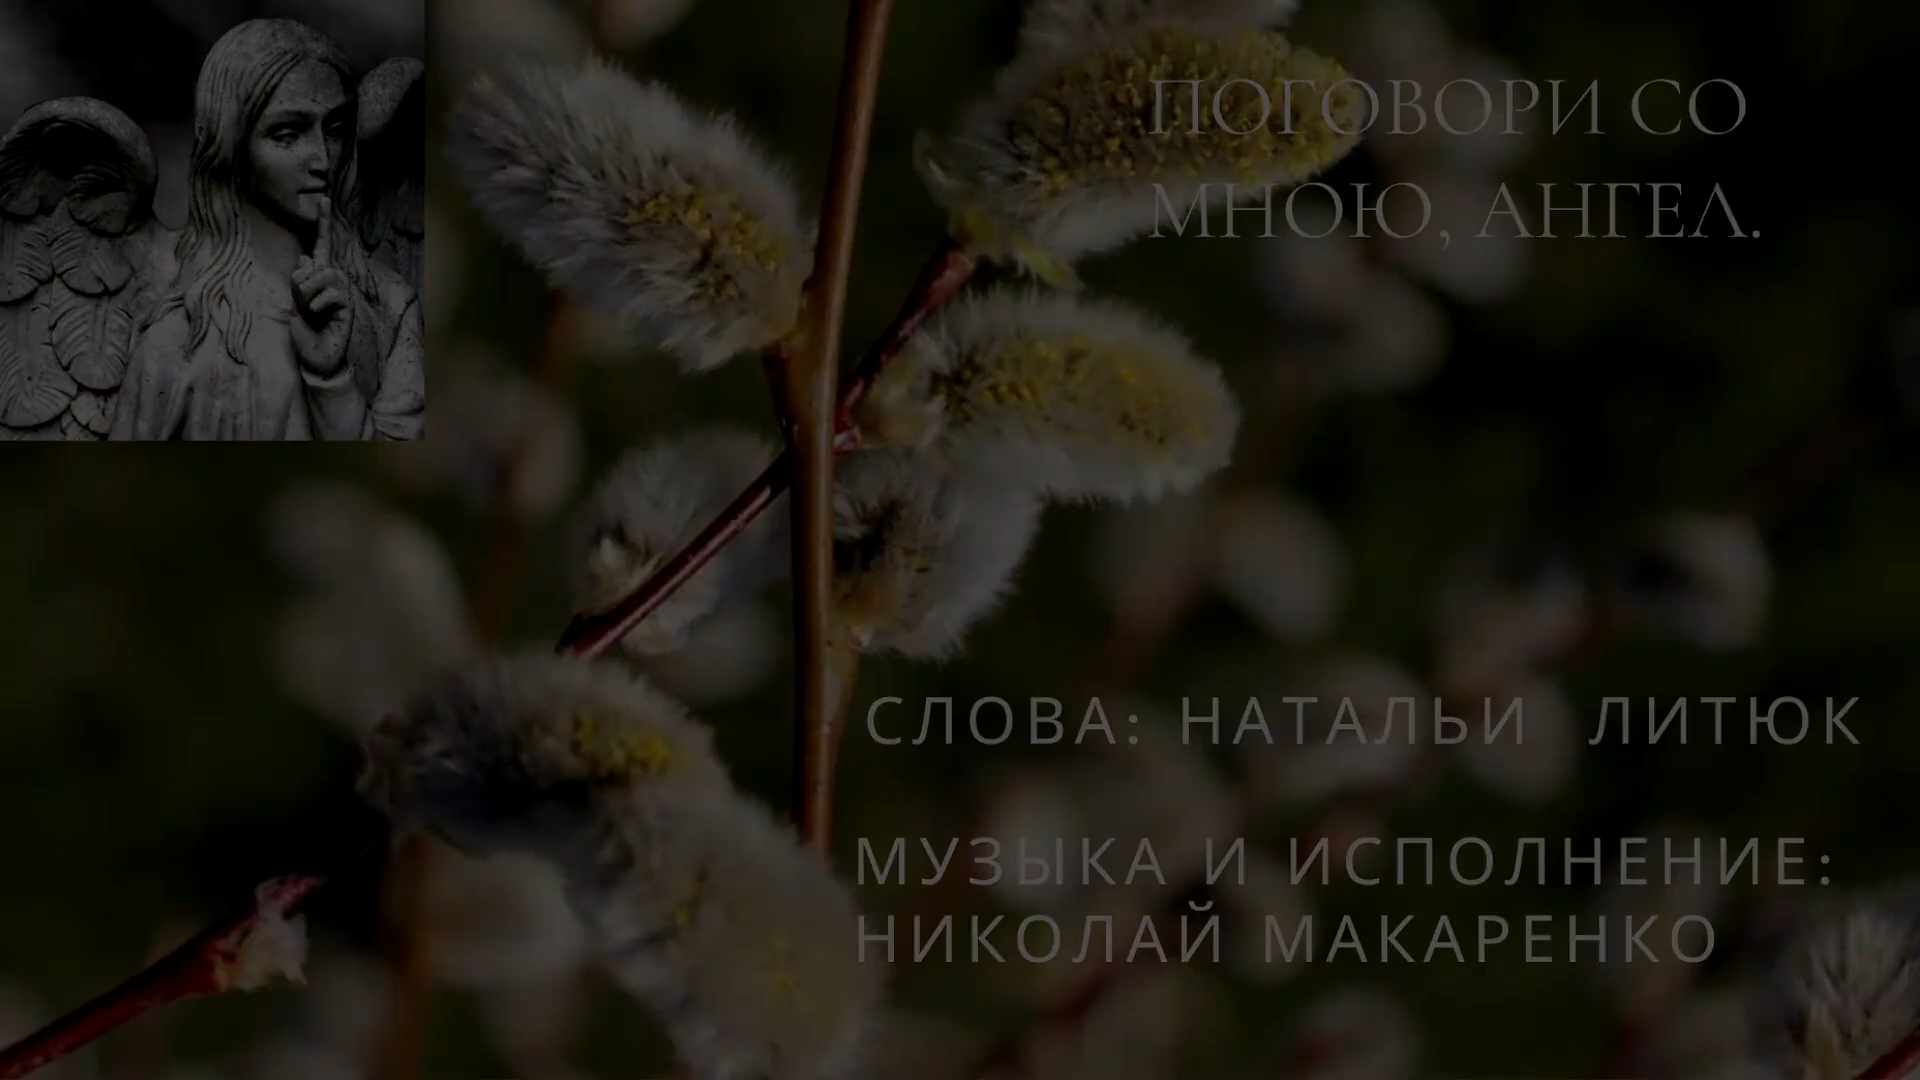 ПОГОВОРИ СО
МНОЮ, АНГЕЛ.
СЛОВА: НАТАЛЬИ ЛИТЮК
МУЗЫКА И ИСПОЛНЕНИЕ:
НИКОЛАЙ МАКАРЕНКО